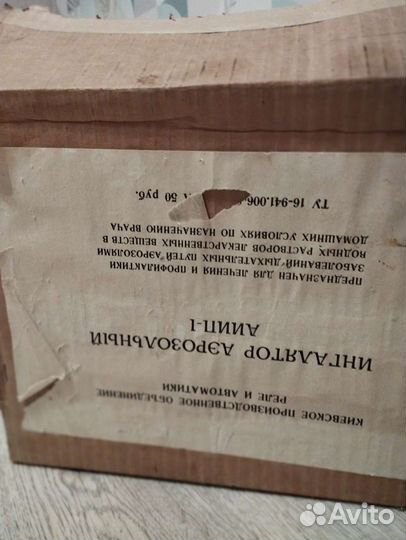 КИЕВСКОЕ ПРОИЗВОДСТВЕННОЕ ОБЪЕДИНЕНИЕ
РЕЛЕ И АВТОМАТИКИ
ИНГАЛЯТОР АЭРОЗОЛЬНЫЙ
АИИП-1
ПРЕДНАЗНАЧЕН ДЛЯ ЛЕЧЕНИЯ И ПРОФИЛАКТИКИ
ЗАБОЛЕВАНИЙ ДЫХАТЕЛЬНЫХ ПУТЕЙ АЭРОЗОЛЯМИ
ВОДНЫХ РАСТВОРОВ ЛЕКАРСТВЕННЫХ ВЕЩЕСТВ В
ДОМАШНИХ УСЛОВИЯХ ПО НАЗНАЧЕНИЮ ВРАЧА
ТУ 16-941.006 А 50 руб.
Avito